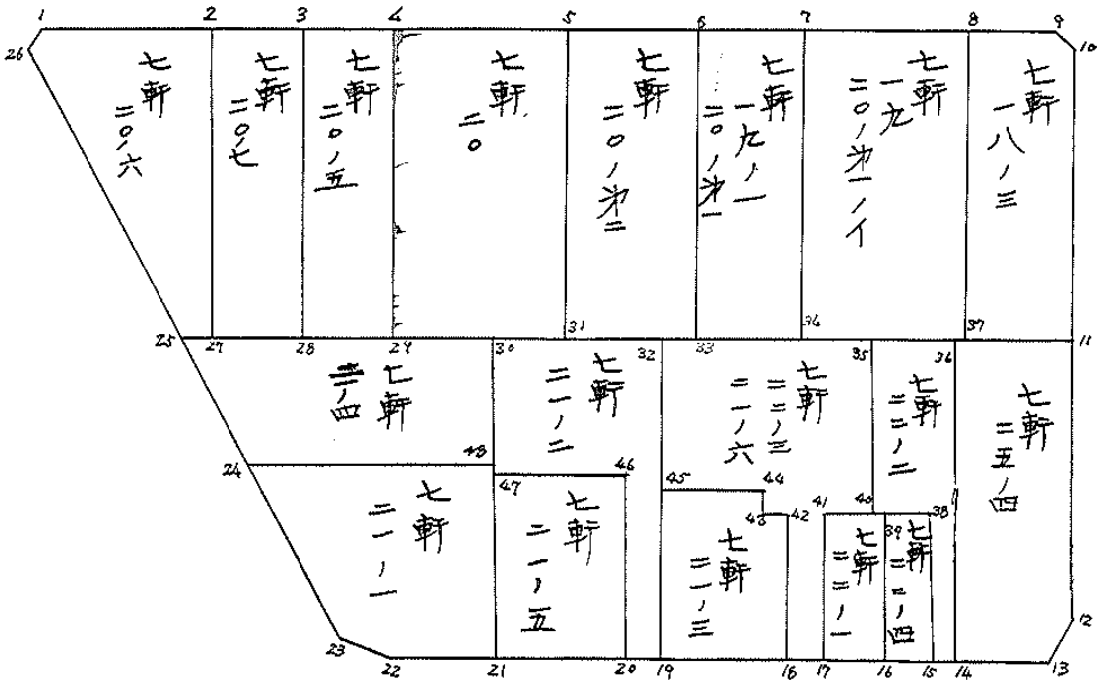 1 2 3 4 5 6 7 8 9
26 10
七軒
二〇ノ六
七軒
二〇ノ七
七軒
二〇ノ五
七軒
二〇
七軒
二〇ノ第二
七軒
一九ノ一
二〇ノ第一
七軒
一九
二〇ノ第一ノイ
七軒
一八ノ三
25 27 28 29 30 31 32 33 34 35 36 37 11
七軒
ノ四
七軒
二一ノ二
七軒
二二ノ三
二一ノ六
七軒
二二ノ二
七軒
二五ノ四
24 48 47 46 45 44 43 42 41 40 39 38
七軒
二一ノ一
七軒
二一ノ五
七軒
二一ノ三
七軒
二二ノ一
七軒
二二ノ四
12
23 22 21 20 19 18 17 16 15 14 13